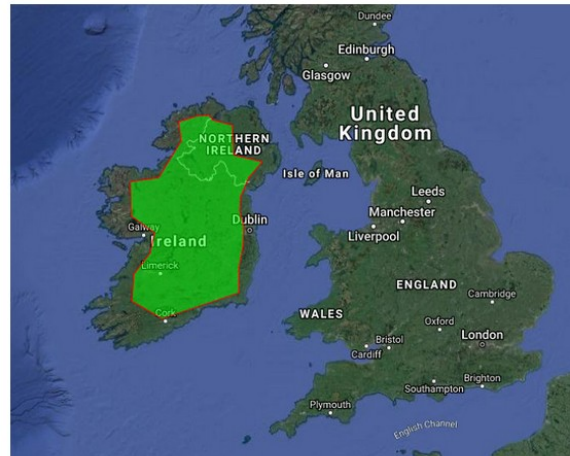 Dundee
Edinburgh
Glasgow
United
Kingdom
NORTHERN
IRELAND
Isle of Man
Leeds
Galway
Dublin
Manchester
Ireland
Liverpool
Limerick
ENGLAND
Cambridge
Cork
WALES
Oxford
London
Bristol
Cardiff
Brighton
Southampton
Plymouth
English Channel